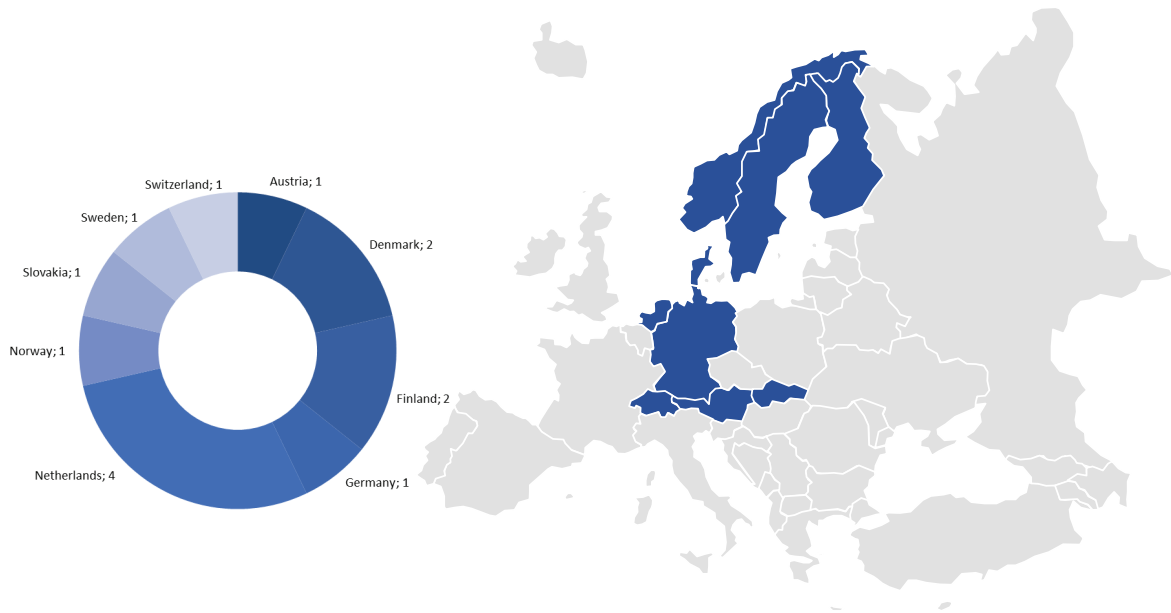 Switzerland; 1
Austria; 1
Sweden; 1
Denmark; 2
Slovakia; 1
Norway; 1
Finland; 2
Netherlands; 4
Germany; 1